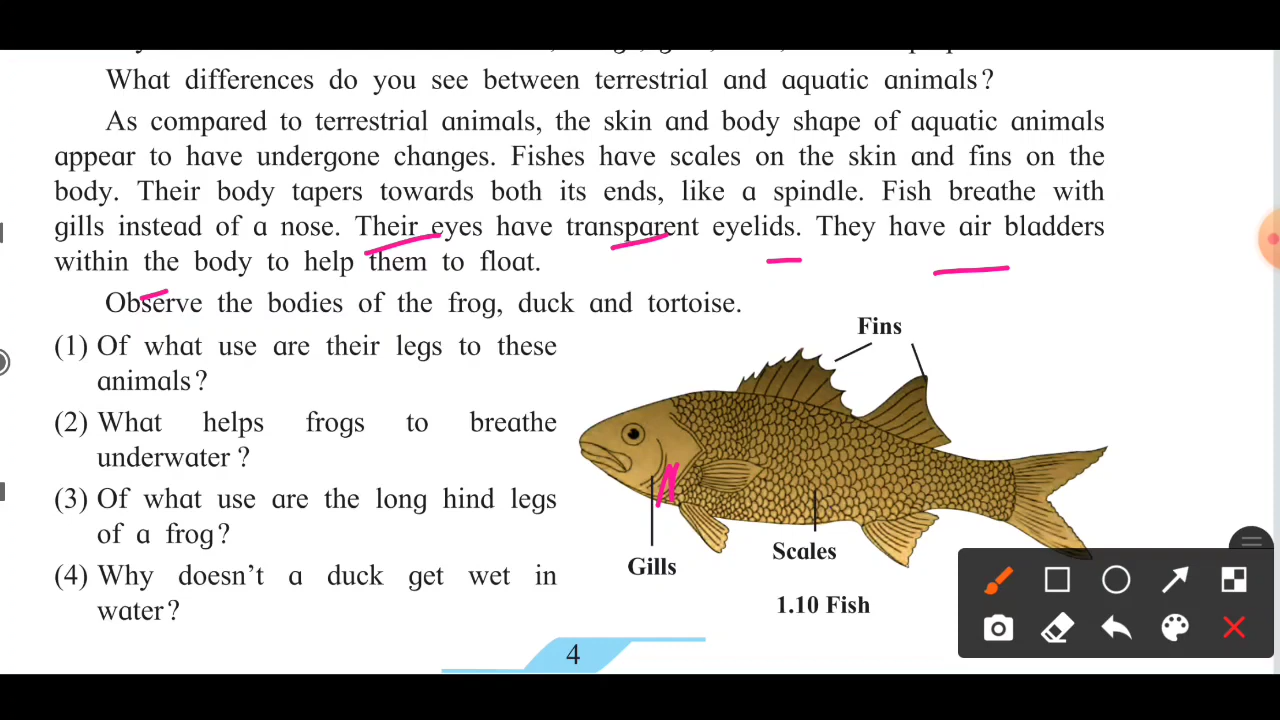 What differences do you see between terrestrial and aquatic animals?
As compared to terrestrial animals, the skin and body shape of aquatic animals
appear to have undergone changes. Fishes have scales on the skin and fins on the
body. Their body tapers towards both its ends, like a spindle. Fish breathe with
gills instead of a nose. Their eyes have transparent eyelids. They have air bladders
within the body to help them to float.
Observe the bodies of the frog, duck and tortoise.
(1) Of what use are their legs to these
animals?
(2) What helps frogs to breathe
underwater?
(3) Of what use are the long hind legs
of a frog?
(4) Why doesn't a duck get wet in
water?
Fins
Gills
Scales
1.10 Fish
4